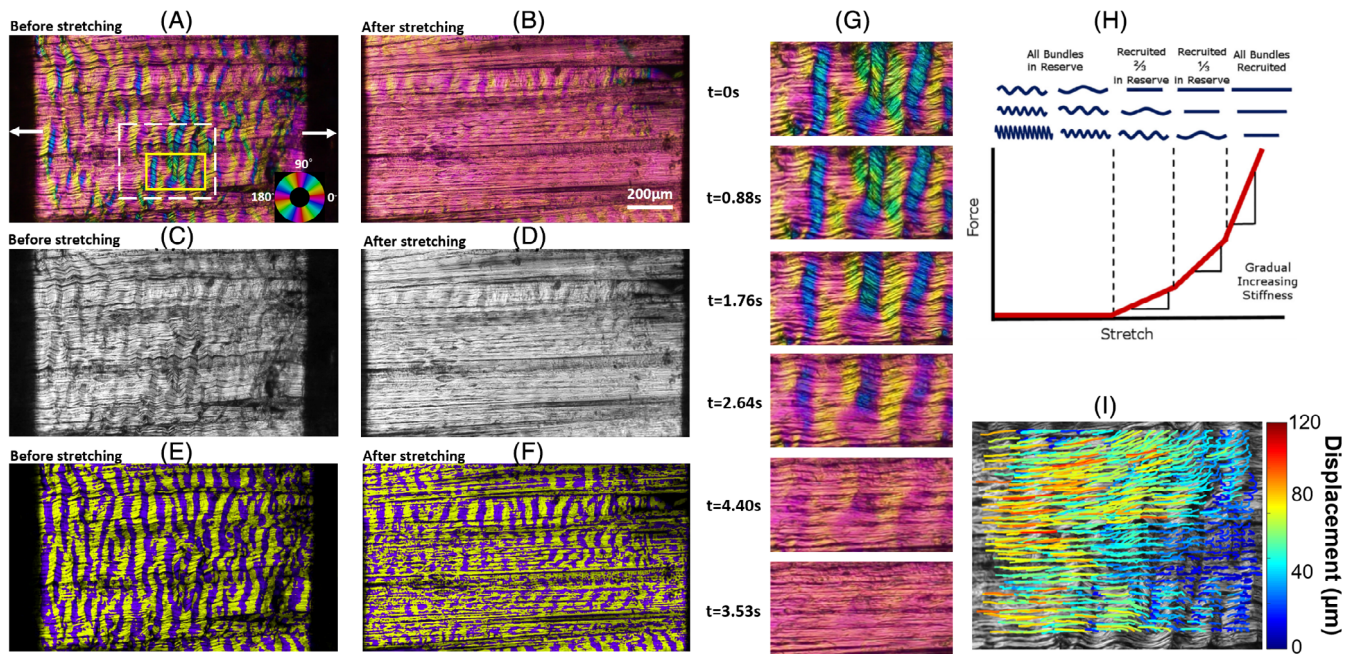 (A)
Before stretching
90°
180°
0°
(B)
After stretching
200µm
(C)
Before stretching
(D)
After stretching
(E)
Before stretching
(F)
After stretching
(G)
t=0s
t=0.88s
t=1.76s
t=2.64s
t=4.40s
t=3.53s
(H)
All Bundles
in Reserve
Recruited
⅔
in Reserve
Recruited
⅓
in Reserve
All Bundles
Recruited
Force
Gradual
Increasing
Stiffness
Stretch
(I)
120
80
40
0
Displacement (µm)